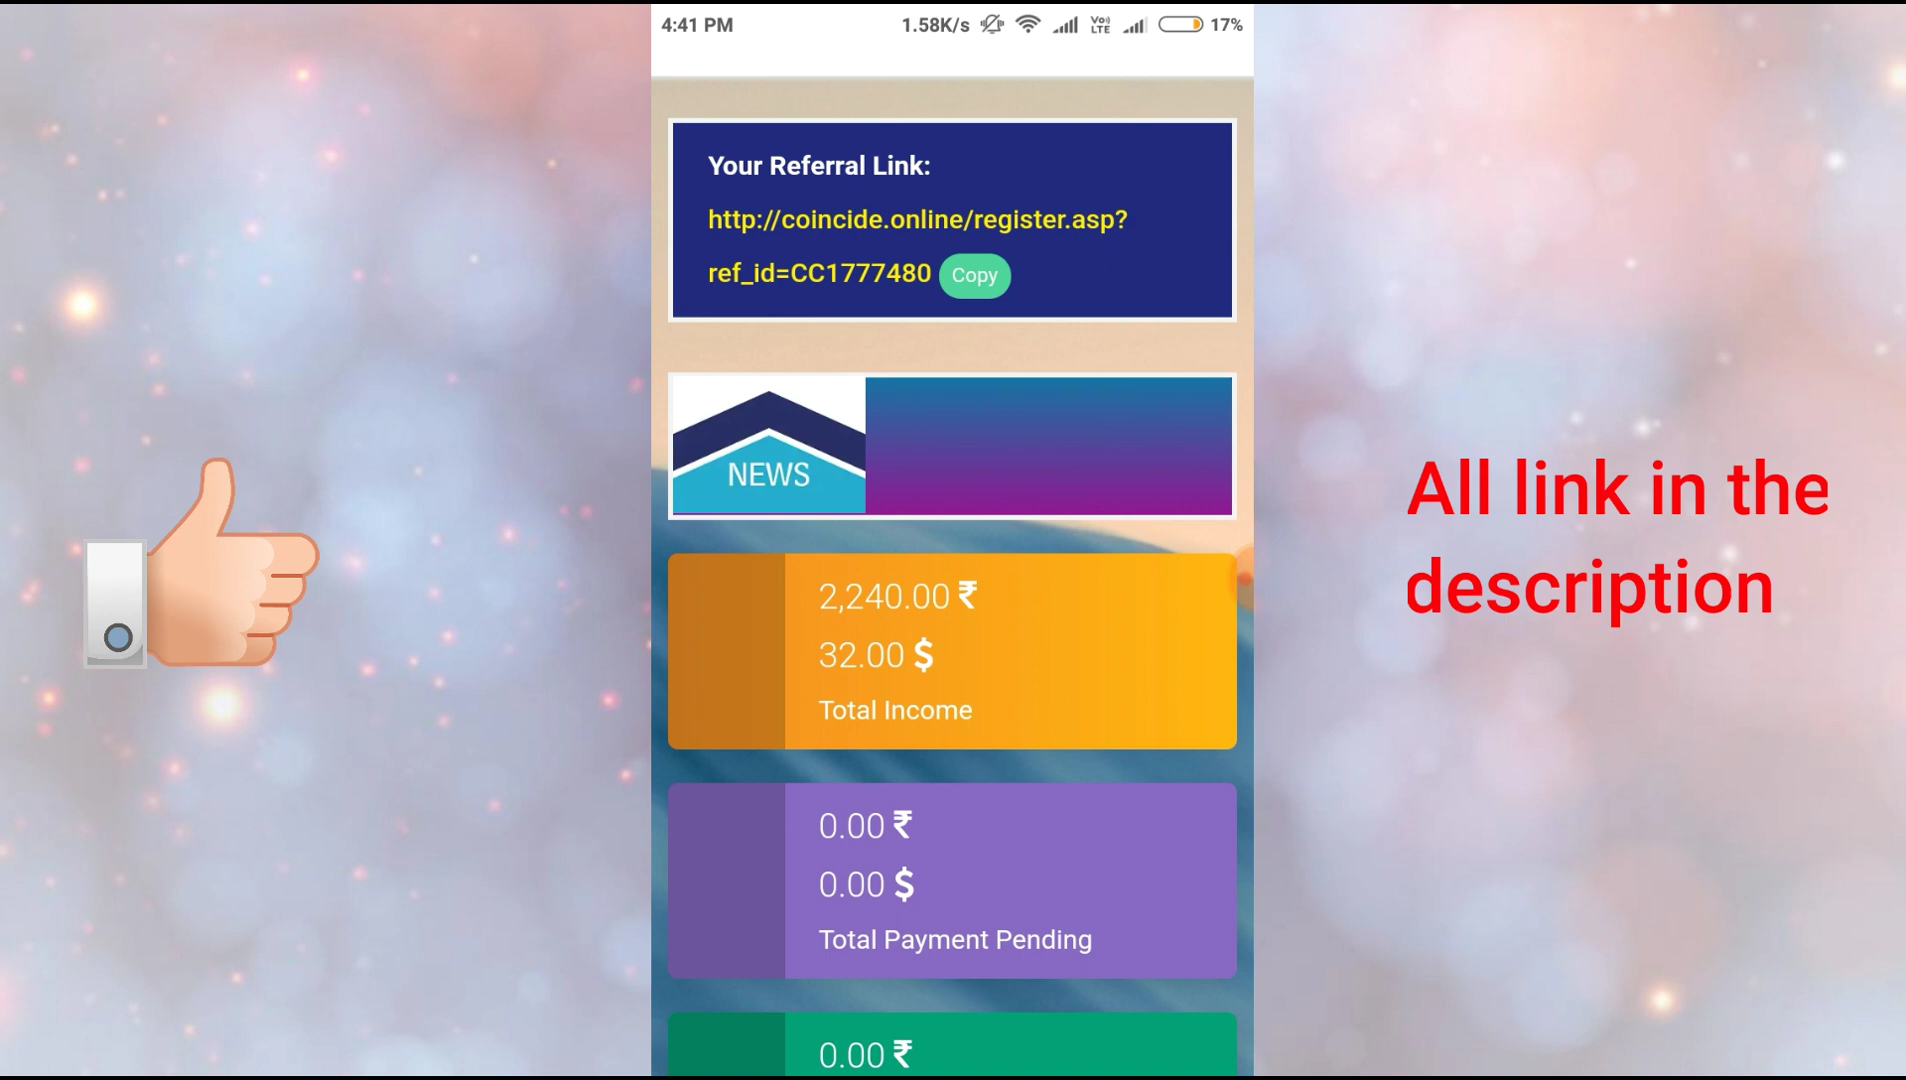 4:41 PM 1.58K/s Vo) LTE 17%
Your Referral Link:
http://coincide.online/register.asp?
ref_id=CC1777480 Copy
NEWS
2,240.00 ₹
32.00 $
Total Income
0.00 ₹
0.00 $
Total Payment Pending
0.00 ₹
All link in the
description